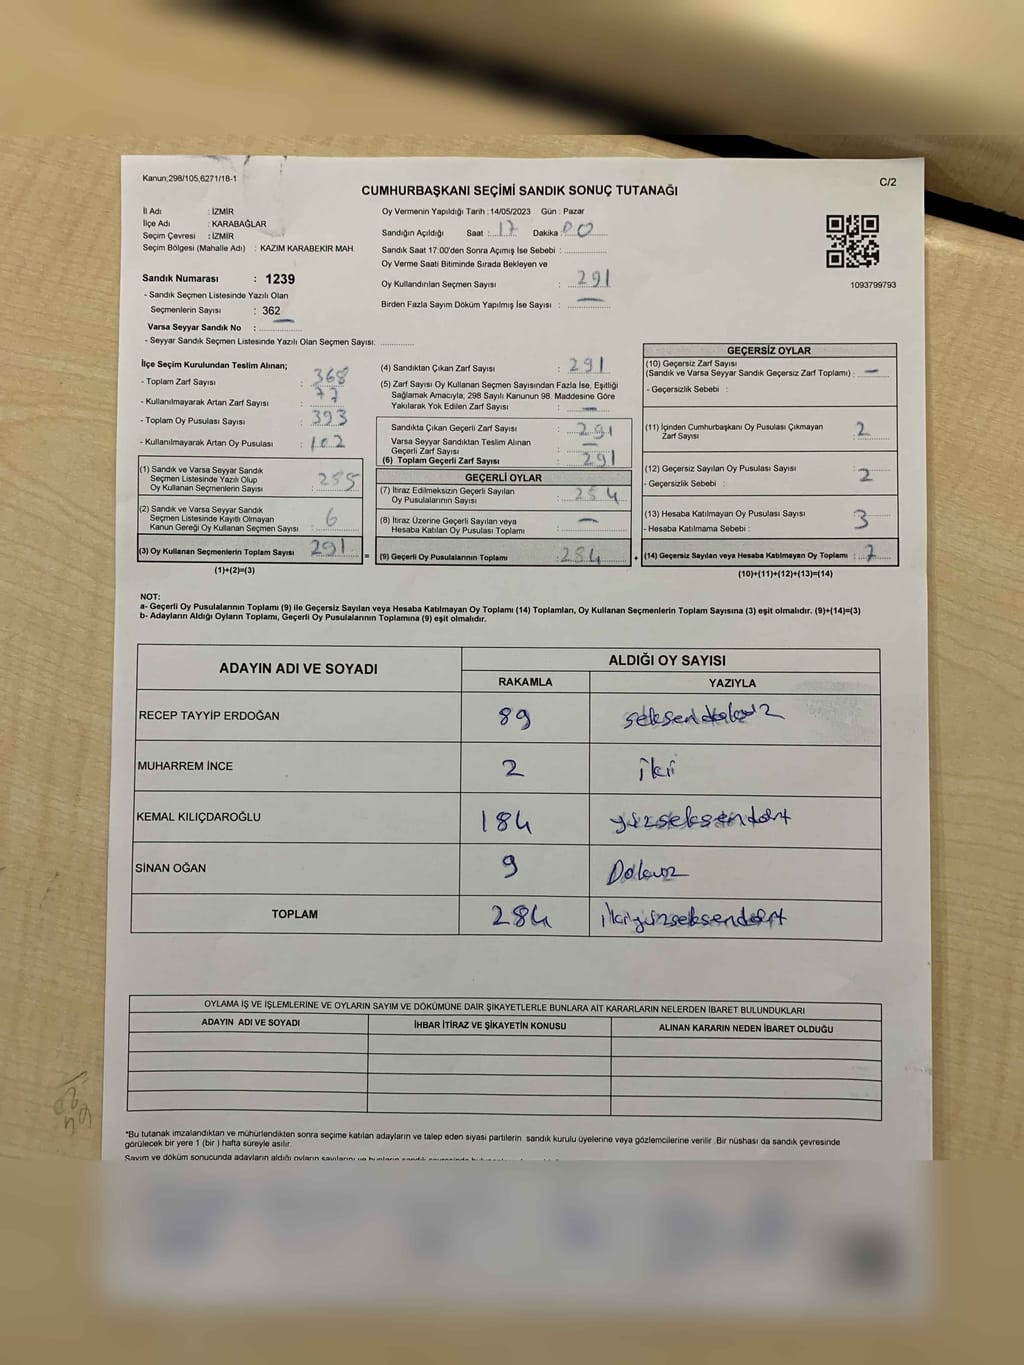 Kanun;298/105,6271/18-1
C/2
CUMHURBAŞKANI SEÇİMİ SANDIK SONUÇ TUTANAĞI
İl Adı : İZMİR
İlçe Adı : KARABAĞLAR
Seçim Çevresi : İZMİR
Seçim Bölgesi (Mahalle Adı) : KAZIM KARABEKİR MAH.
Oy Vermenin Yapıldığı Tarih :14/05/2023 Gün : Pazar
Sandığın Açıldığı Saat : 17 Dakika : 00
Sandık Saat 17:00'den Sonra Açımış İse Sebebi :
Oy Verme Saati Bitiminde Sırada Bekleyen ve
Oy Kullandırılan Seçmen Sayısı : 291
Birden Fazla Sayım Döküm Yapılmış İse Sayısı : —
1093799793
Sandık Numarası : 1239
- Sandık Seçmen Listesinde Yazılı Olan
Seçmenlerin Sayısı : 362
Varsa Seyyar Sandık No : —
- Seyyar Sandık Seçmen Listesinde Yazılı Olan Seçmen Sayısı:
İlçe Seçim Kurulundan Teslim Alınan;
- Toplam Zarf Sayısı : 368
- Kullanılmayarak Artan Zarf Sayısı : 77
- Toplam Oy Pusulası Sayısı : 393
- Kullanılmayarak Artan Oy Pusulası : 102
(1) Sandık ve Varsa Seyyar Sandık
Seçmen Listesinde Yazılı Olup
Oy Kullanan Seçmenlerin Sayısı :
(2) Sandık ve Varsa Seyyar Sandık
Seçmen Listesinde Kayıtlı Olmayan
Kanun Gereği Oy Kullanan Seçmen Sayısı : 6
(3) Oy Kullanan Seçmenlerin Toplam Sayısı : 291
(1)+(2)=(3)
(4) Sandıktan Çıkan Zarf Sayısı : 291
(5) Zarf Sayısı Oy Kullanan Seçmen Sayısından Fazla İse, Eşitliği
Sağlamak Amacıyla; 298 Sayılı Kanunun 98. Maddesine Göre
Yakılarak Yok Edilen Zarf Sayısı : —
Sandıkta Çıkan Geçerli Zarf Sayısı : 291
Varsa Seyyar Sandıktan Teslim Alınan
Geçerli Zarf Sayısı : —
(6) Toplam Geçerli Zarf Sayısı : 291
GEÇERLİ OYLAR
(7) İtiraz Edilmeksizin Geçerli Sayılan
Oy Pusulalarının Sayısı :
(8) İtiraz Üzerine Geçerli Sayılan veya
Hesaba Katılan Oy Pusulası Toplamı : —
= (9) Geçerli Oy Pusulalarının Toplamı : 284
GEÇERSİZ OYLAR
(10) Geçersiz Zarf Sayısı
(Sandık ve Varsa Seyyar Sandık Geçersiz Zarf Toplamı) : —
- Geçersizlik Sebebi :
(11) İçinden Cumhurbaşkanı Oy Pusulası Çıkmayan
Zarf Sayısı : 2
(12) Geçersiz Sayılan Oy Pusulası Sayısı : 2
- Geçersizlik Sebebi :
(13) Hesaba Katılmayan Oy Pusulası Sayısı : 3
- Hesaba Katılmama Sebebi :
+ (14) Geçersiz Sayılan veya Hesaba Katılmayan Oy Toplamı : 7
(10)+(11)+(12)+(13)=(14)
NOT:
a- Geçerli Oy Pusulalarının Toplamı (9) ile Geçersiz Sayılan veya Hesaba Katılmayan Oy Toplamı (14) Toplamları, Oy Kullanan Seçmenlerin Toplam Sayısına (3) eşit olmalıdır. (9)+(14)=(3)
b- Adayların Aldığı Oyların Toplamı, Geçerli Oy Pusulalarının Toplamına (9) eşit olmalıdır.
ADAYIN ADI VE SOYADI
ALDIĞI OY SAYISI
RAKAMLA YAZIYLA
RECEP TAYYİP ERDOĞAN 89 seksendokuz
MUHARREM İNCE 2 iki
KEMAL KILIÇDAROĞLU 184 yüzseksendört
SİNAN OĞAN 9 Dokuz
TOPLAM 284 ikiyüzseksendört
OYLAMA İŞ VE İŞLEMLERİNE VE OYLARIN SAYIM VE DÖKÜMÜNE DAİR ŞİKAYETLERLE BUNLARA AİT KARARLARIN NELERDEN İBARET BULUNDUKLARI
ADAYIN ADI VE SOYADI İHBAR İTİRAZ VE ŞİKAYETİN KONUSU ALINAN KARARIN NEDEN İBARET OLDUĞU
*Bu tutanak imzalandıktan ve mühürlendikten sonra seçime katılan adayların ve talep eden siyasi partilerin sandık kurulu üyelerine veya gözlemcilerine verilir .Bir nüshası da sandık çevresinde
görülecek bir yere 1 (bir ) hafta süreyle asılır.
Sayım ve döküm sonucunda adayların aldığı oyların sayılarını